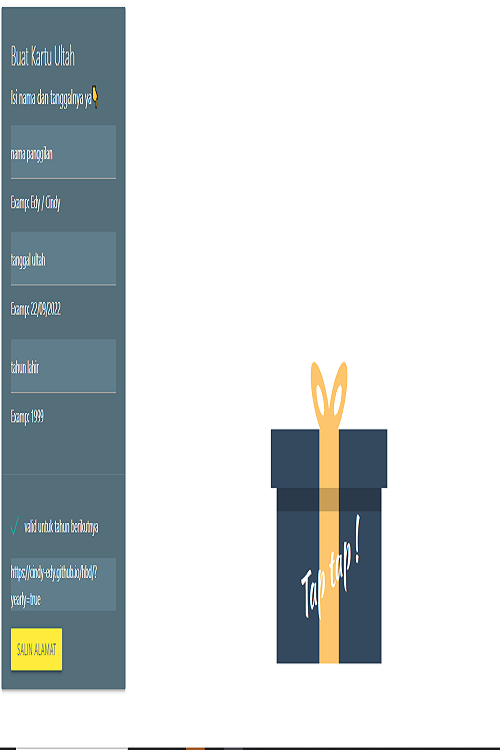 Buat Kartu Ultah
Isi nama dan tanggalnya ya👇
nama panggilan
Examp: Edy / Cindy
tanggal ultah
Examp: 22/09/2022
tahun lahir
Examp: 1999
valid untuk tahun berikutnya
https://cindy-edy.github.io/hbd/?
yearly=true
SALIN ALAMAT
Tap tap !